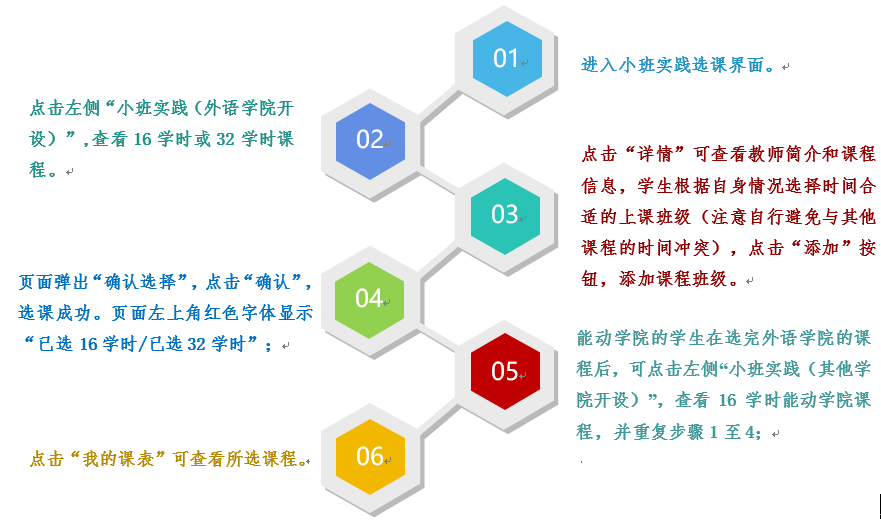 01
进入小班实践选课界面。
02
点击左侧“小班实践（外语学院开
设）”,查看16学时或32学时课
程。
03
点击“详情”可查看教师简介和课程
信息，学生根据自身情况选择时间合
适的上课班级（注意自行避免与其他
课程的时间冲突），点击“添加”按
钮，添加课程班级。
04
页面弹出“确认选择”，点击“确认”，
选课成功。页面左上角红色字体显示
“已选16学时/已选32学时”；
05
能动学院的学生在选完外语学院的课
程后，可点击左侧“小班实践（其他学
院开设）”，查看 16 学时能动学院课
程，并重复步骤1至4；
06
点击“我的课表”可查看所选课程。